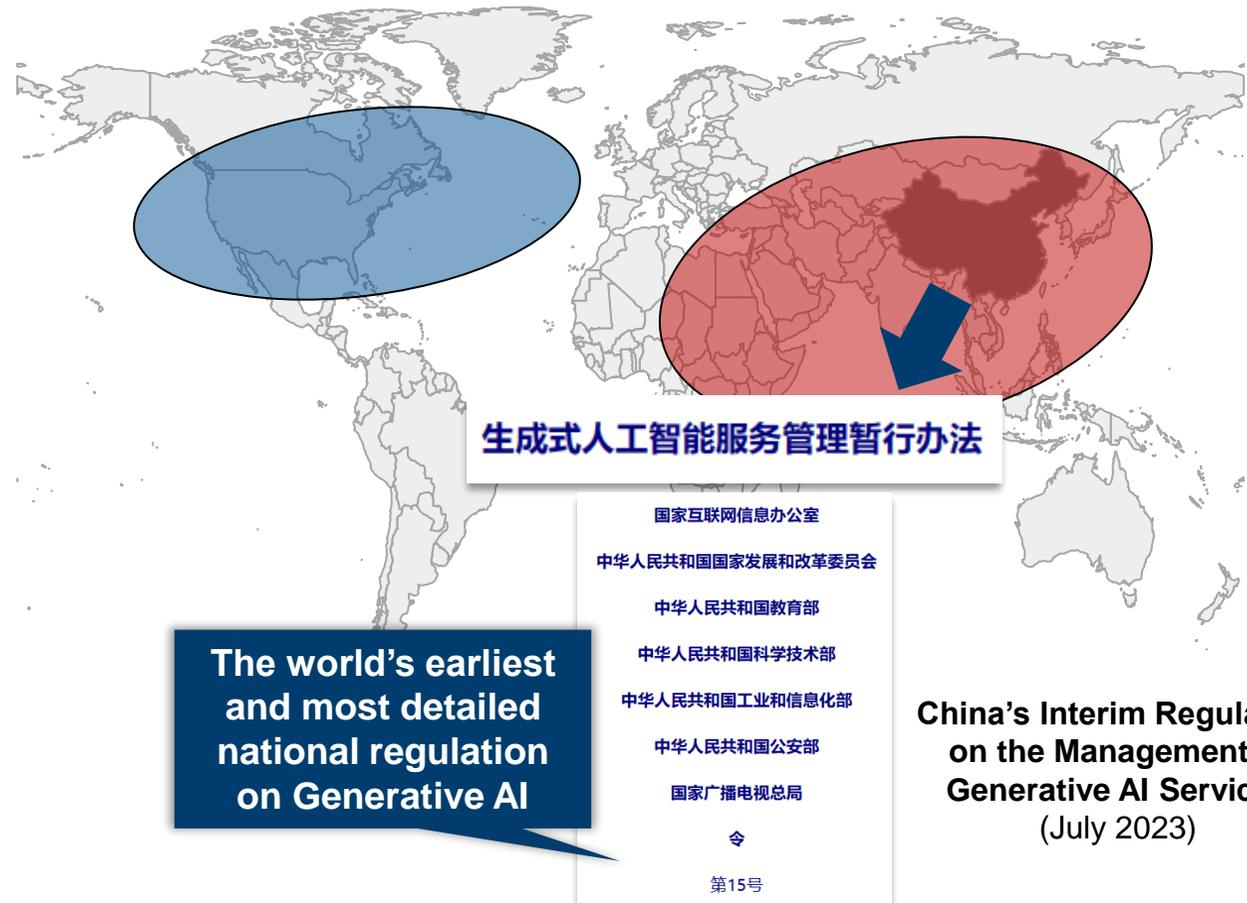 生成式人工智能服务管理暂行办法
国家互联网信息办公室
中华人民共和国国家发展和改革委员会
中华人民共和国教育部
中华人民共和国科学技术部
中华人民共和国工业和信息化部
中华人民共和国公安部
国家广播电视总局
令
第15号
The world’s earliest
and most detailed
national regulation
on Generative AI
China’s Interim
on the Management
Generative AI
(July 2023)